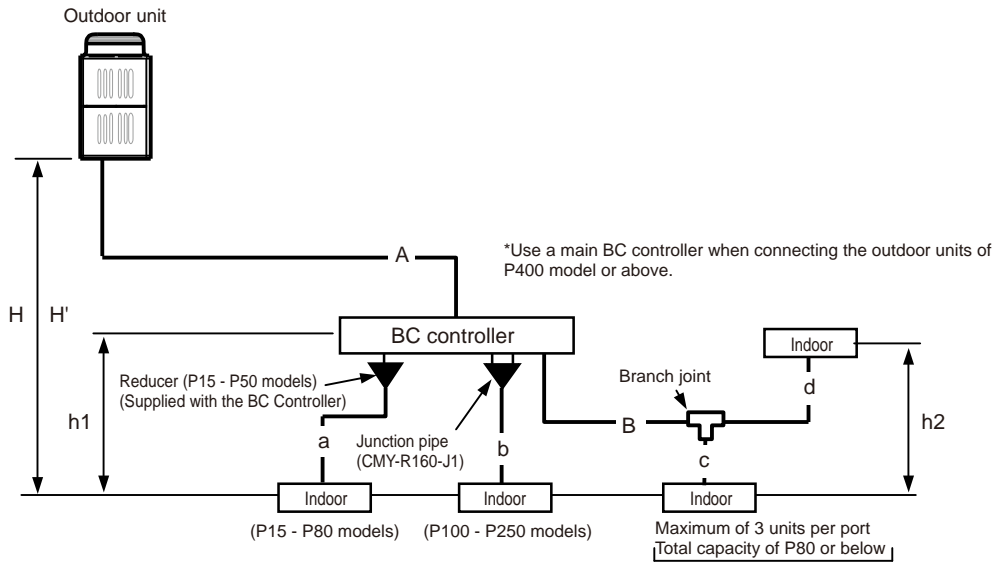 Outdoor unit
A
*Use a main BC controller when connecting the outdoor units of
P400 model or above.
H
H'
BC controller
Indoor
Reducer (P15 - P50 models)
(Supplied with the BC Controller)
Branch joint
d
h1
a
Junction pipe
(CMY-R160-J1)
b
B
c
h2
Indoor
Indoor
Indoor
(P15 - P80 models)
(P100 - P250 models)
Maximum of 3 units per port
Total capacity of P80 or below